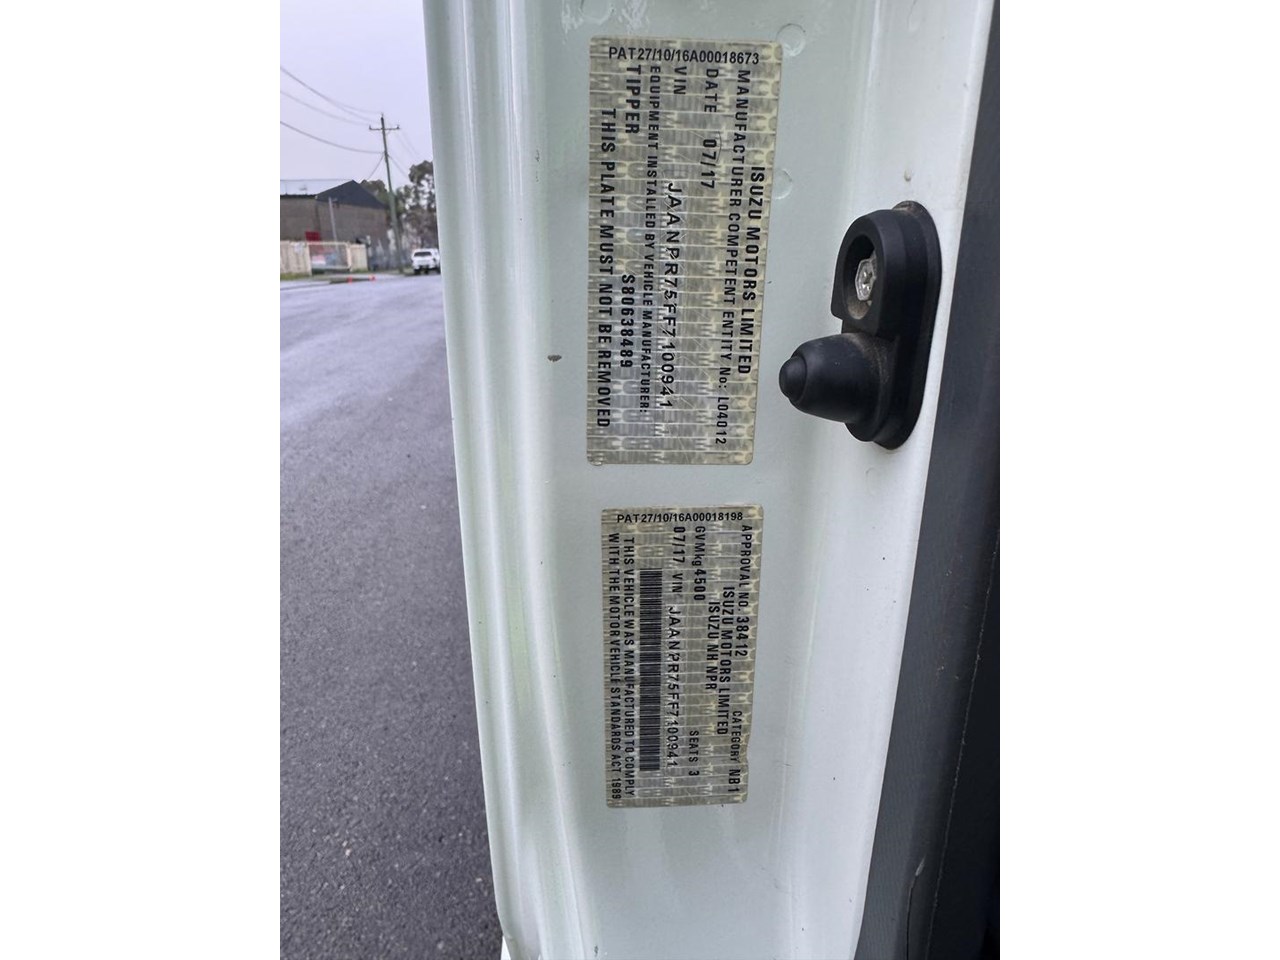 PAT27/10/16A00018673
ISUZU MOTORS LIMITED
MANUFACTURER COMPETENT ENTITY No: L04012
DATE 07/17
VIN JAANPR75FF7100941
EQUIPMENT INSTALLED BY VEHICLE MANUFACTURER:
TIPPER S80638489
THIS PLATE MUST NOT BE REMOVED
PAT27/10/16A00018198
APPROVAL NO. 38412 CATEGORY NB1
ISUZU MOTORS LIMITED
ISUZU NH NPR
GVMkg 4500 SEATS 3
07/17 VIN JAANPR75FF7100941
THIS VEHICLE WAS MANUFACTURED TO COMPLY
WITH THE MOTOR VEHICLE STANDARDS ACT 1989